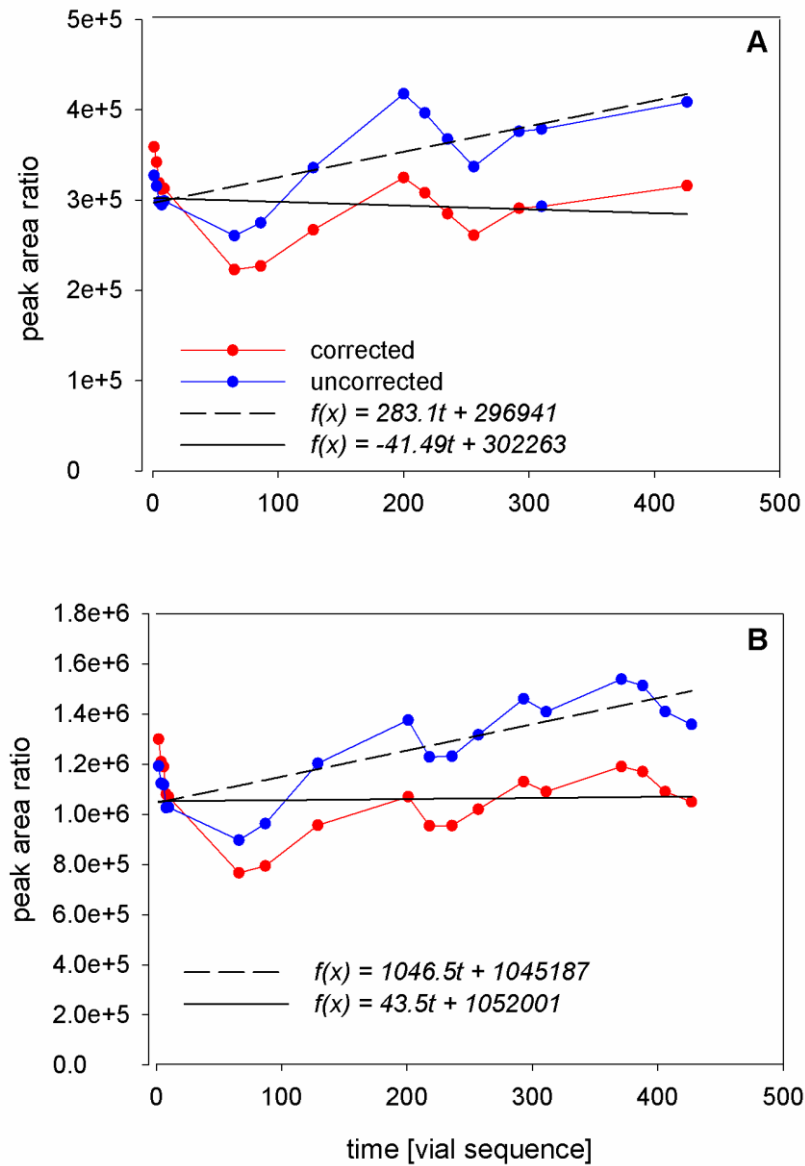 5e+5
A
4e+5
3e+5
2e+5
1e+5
0
peak area ratio
corrected
uncorrected
f(x) = 283.1t + 296941
f(x) = -41.49t + 302263
0 100 200 300 400 500
1.8e+6
B
1.6e+6
1.4e+6
1.2e+6
1.0e+6
8.0e+5
6.0e+5
4.0e+5
2.0e+5
0.0
peak area ratio
f(x) = 1046.5t + 1045187
f(x) = 43.5t + 1052001
0 100 200 300 400 500
time [vial sequence]